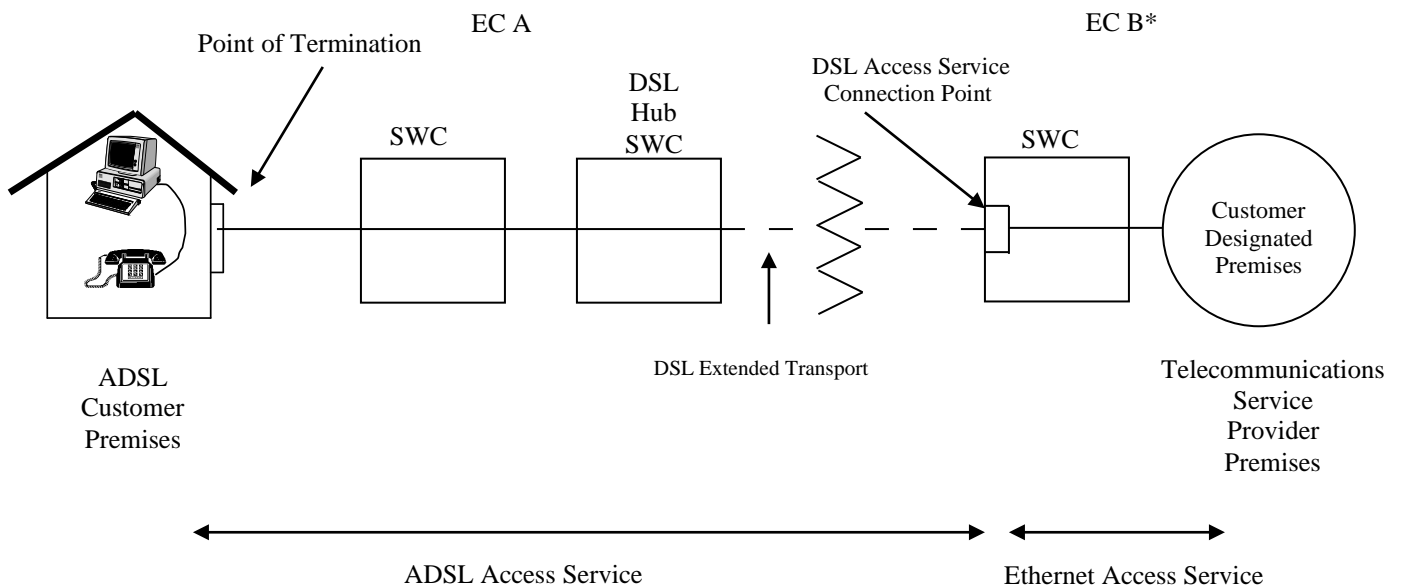 EC A
EC B*
Point of Termination
DSL Access Service
Connection Point
DSL
Hub
SWC
SWC
SWC
Customer
Designated
Premises
DSL Extended Transport
ADSL
Customer
Premises
Telecommunications
Service
Provider
Premises
ADSL Access Service
Ethernet Access Service